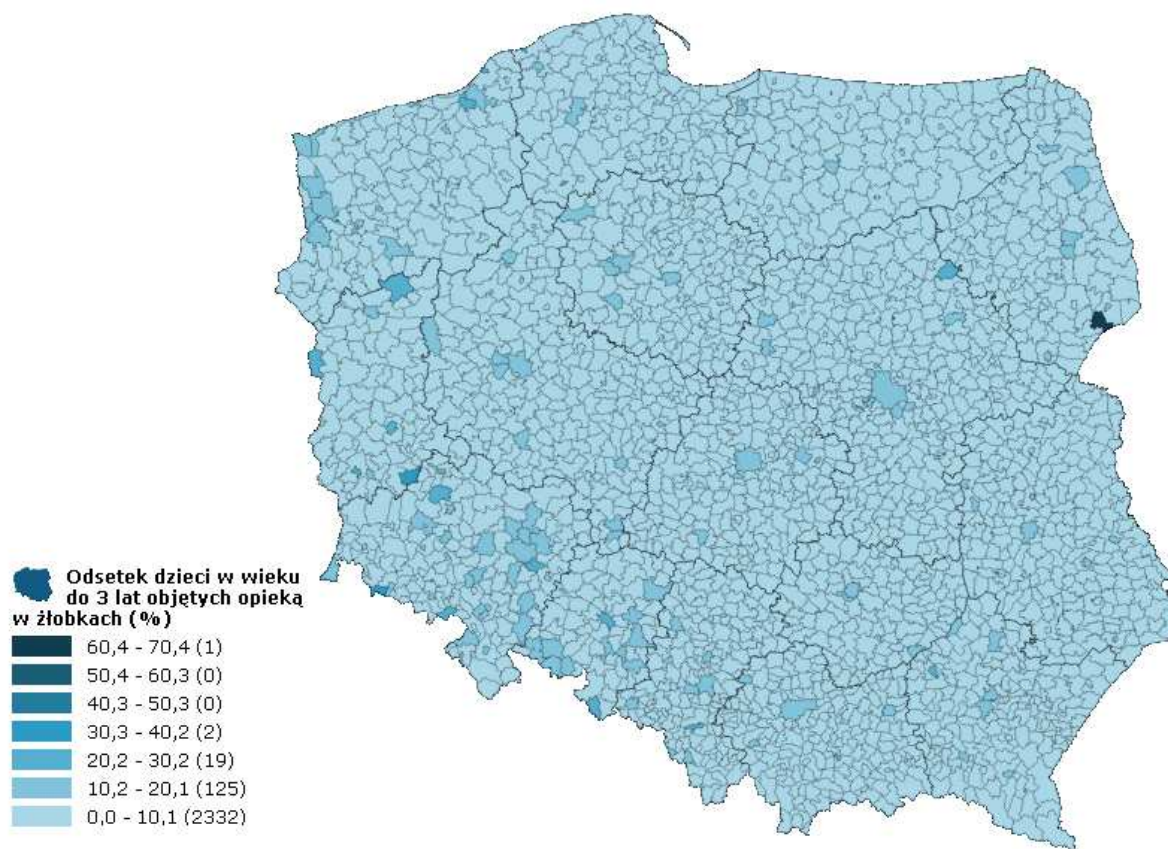 Odsetek dzieci w wieku
do 3 lat objętych opieką
w żłobkach (%)
60,4 - 70,4 (1)
50,4 - 60,3 (0)
40,3 - 50,3 (0)
30,3 - 40,2 (2)
20,2 - 30,2 (19)
10,2 - 20,1 (125)
0,0 - 10,1 (2332)